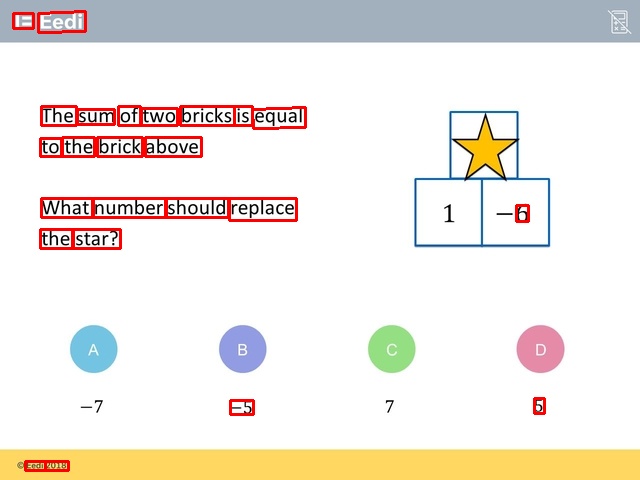 Eedi
The sum of two bricks is equal
to the brick above
What number should replace
the star?
1 −6
A B C D
−7 −5 7 5
© Eedi 2018